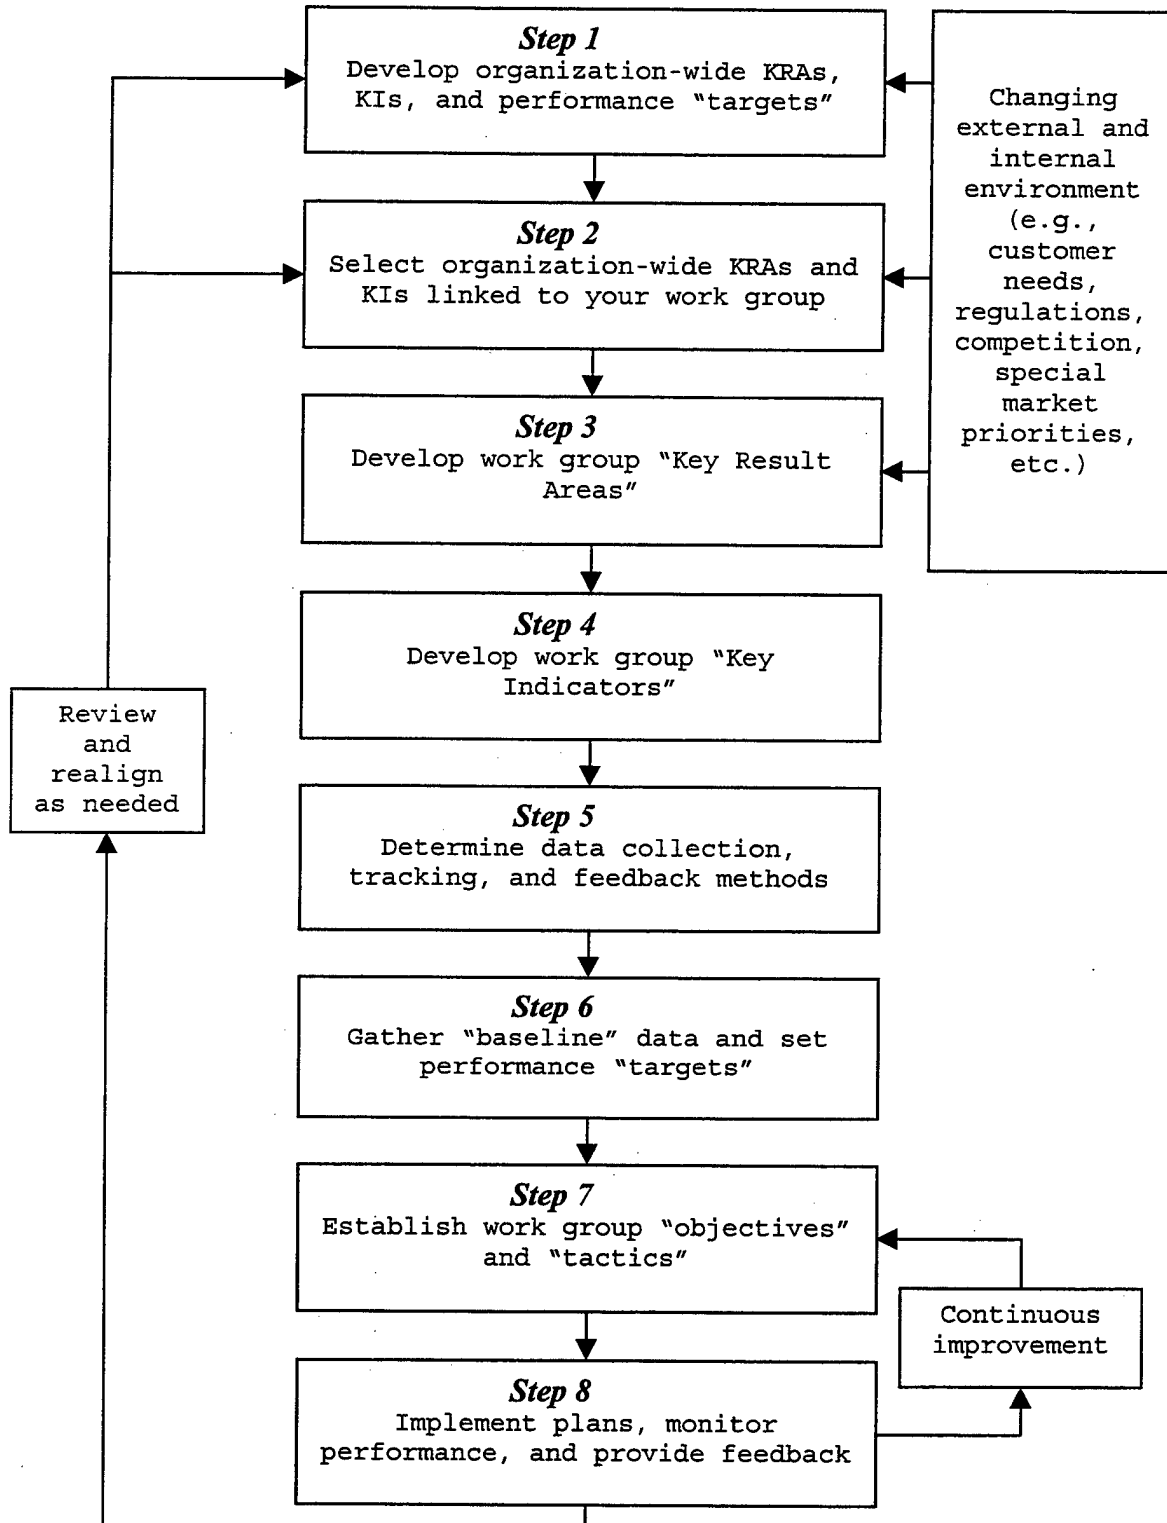 Step 1
Develop organization-wide KRAs,
KIs, and performance “targets”
Changing
external and
internal
environment
(e.g.,
customer
needs,
regulations,
competition,
special
market
priorities,
etc.)
Step 2
Select organization-wide KRAs and
KIs linked to your work group
Step 3
Develop work group “Key Result
Areas”
Step 4
Develop work group “Key
Indicators”
Review
and
realign
as needed
Step 5
Determine data collection,
tracking, and feedback methods
Step 6
Gather “baseline” data and set
performance “targets”
Step 7
Establish work group “objectives”
and “tactics”
Continuous
improvement
Step 8
Implement plans, monitor
performance, and provide feedback